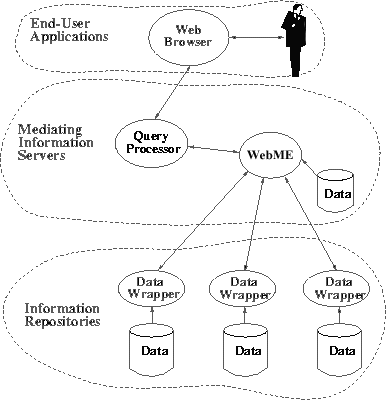 End-User
Applications
Web
Browser
Mediating
Information
Servers
Query
Processor
WebME
Data
Data
Wrapper
Data
Wrapper
Data
Wrapper
Information
Repositories
Data
Data
Data